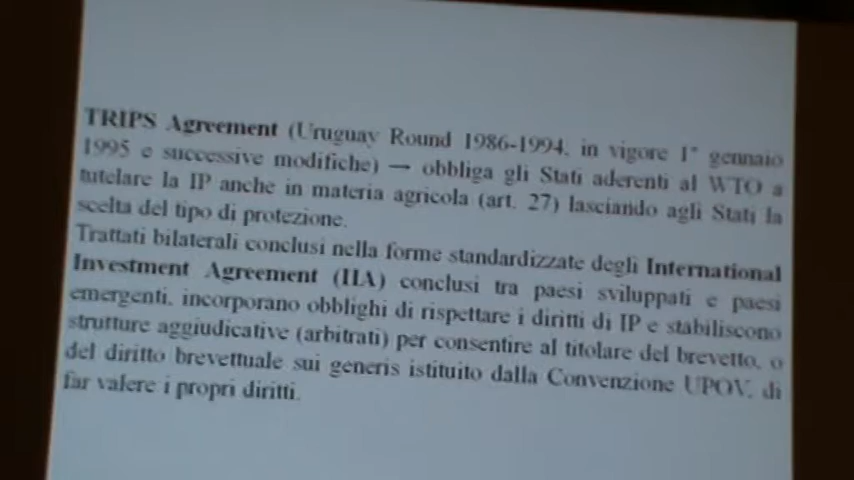 TRIPS Agreement (Uruguay Round 1986-1994, in vigore 1° gennaio
1995 e successive modifiche) → obbliga gli Stati aderenti al WTO a
tutelare la IP anche in materia agricola (art. 27) lasciando agli Stati la
scelta del tipo di protezione.
Trattati bilaterali conclusi nella forme standardizzate degli International
Investment Agreement (IIA) conclusi tra paesi sviluppati e paesi
emergenti, incorporano obblighi di rispettare i diritti di IP e stabiliscono
strutture aggiudicative (arbitrati) per consentire al titolare del brevetto, o
del diritto brevettuale sui generis istituito dalla Convenzione UPOV, di
far valere i propri diritti.